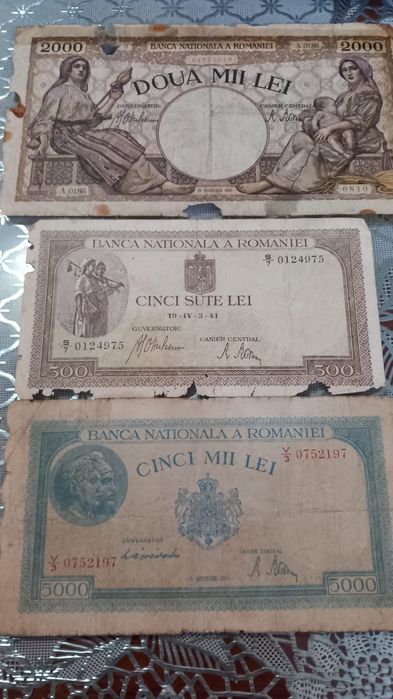 2000 BANCA NATIONALA A ROMANIEI A.0186 2000
DOUA MII LEI
GUVERNATOR CASIER CENTRAL
A.0186 0810
BANCA NATIONALA A ROMANIEI
S/7 0124975
CINCI SUTE LEI
19-IV-2-41
GUVERNATOR
CASIER CENTRAL
S/7 0124975
500 500
BANCA NATIONALA A ROMANIEI
CINCI MII LEI V/3 0752197
GUVERNATOR
CASIER CENTRAL
V/3 0752197
5000 5000